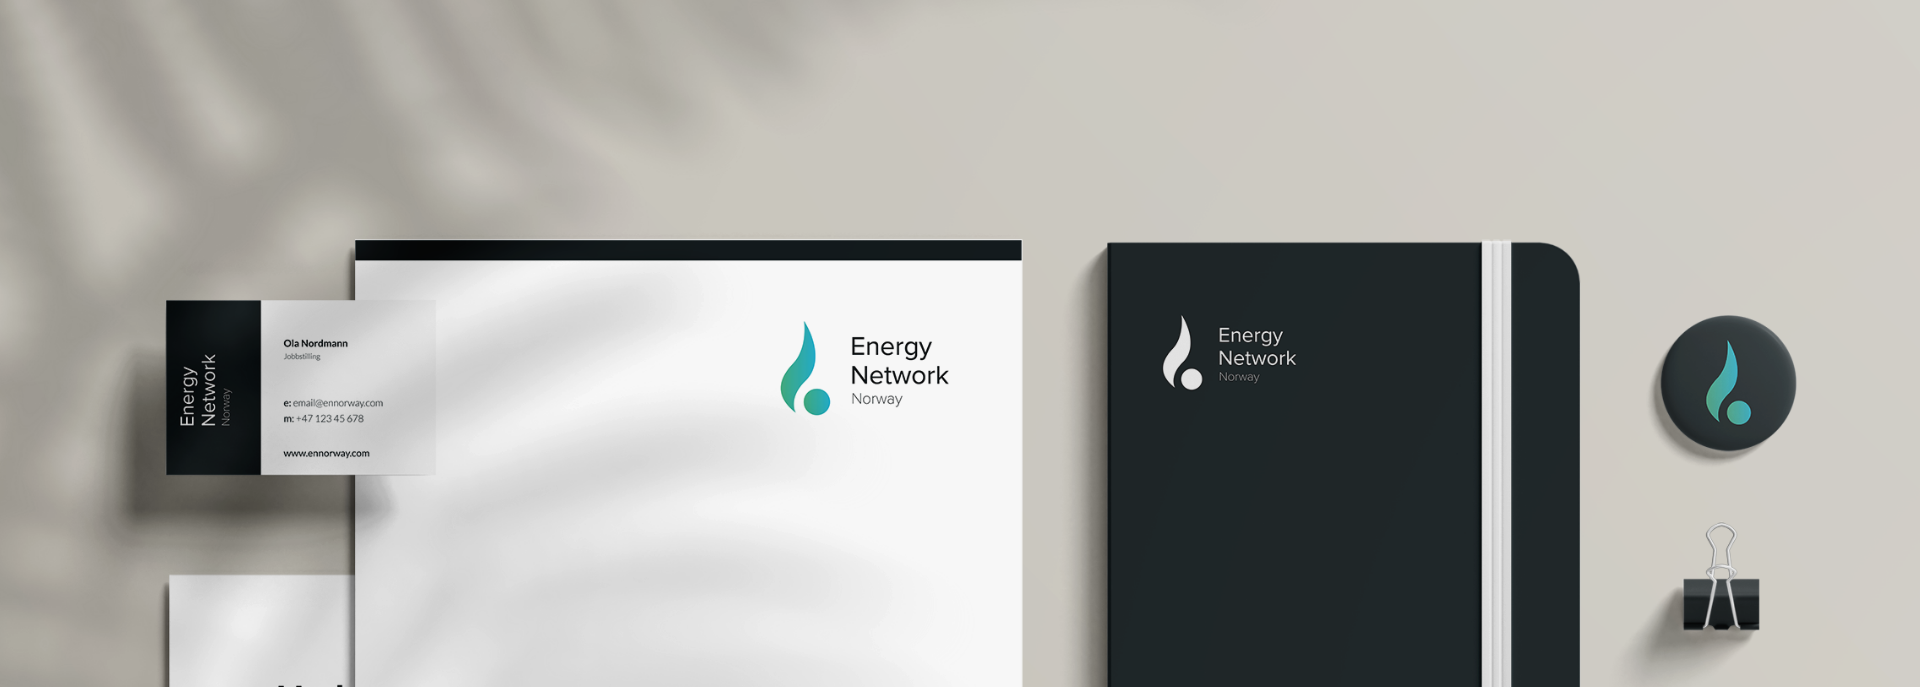 Energy
Network
Norway
Ola Nordmann
Jobbstilling
e: email@ennorway.com
m: +47 123 45 678
www.ennorway.com
Energy
Network
Norway
Energy
Network
Norway